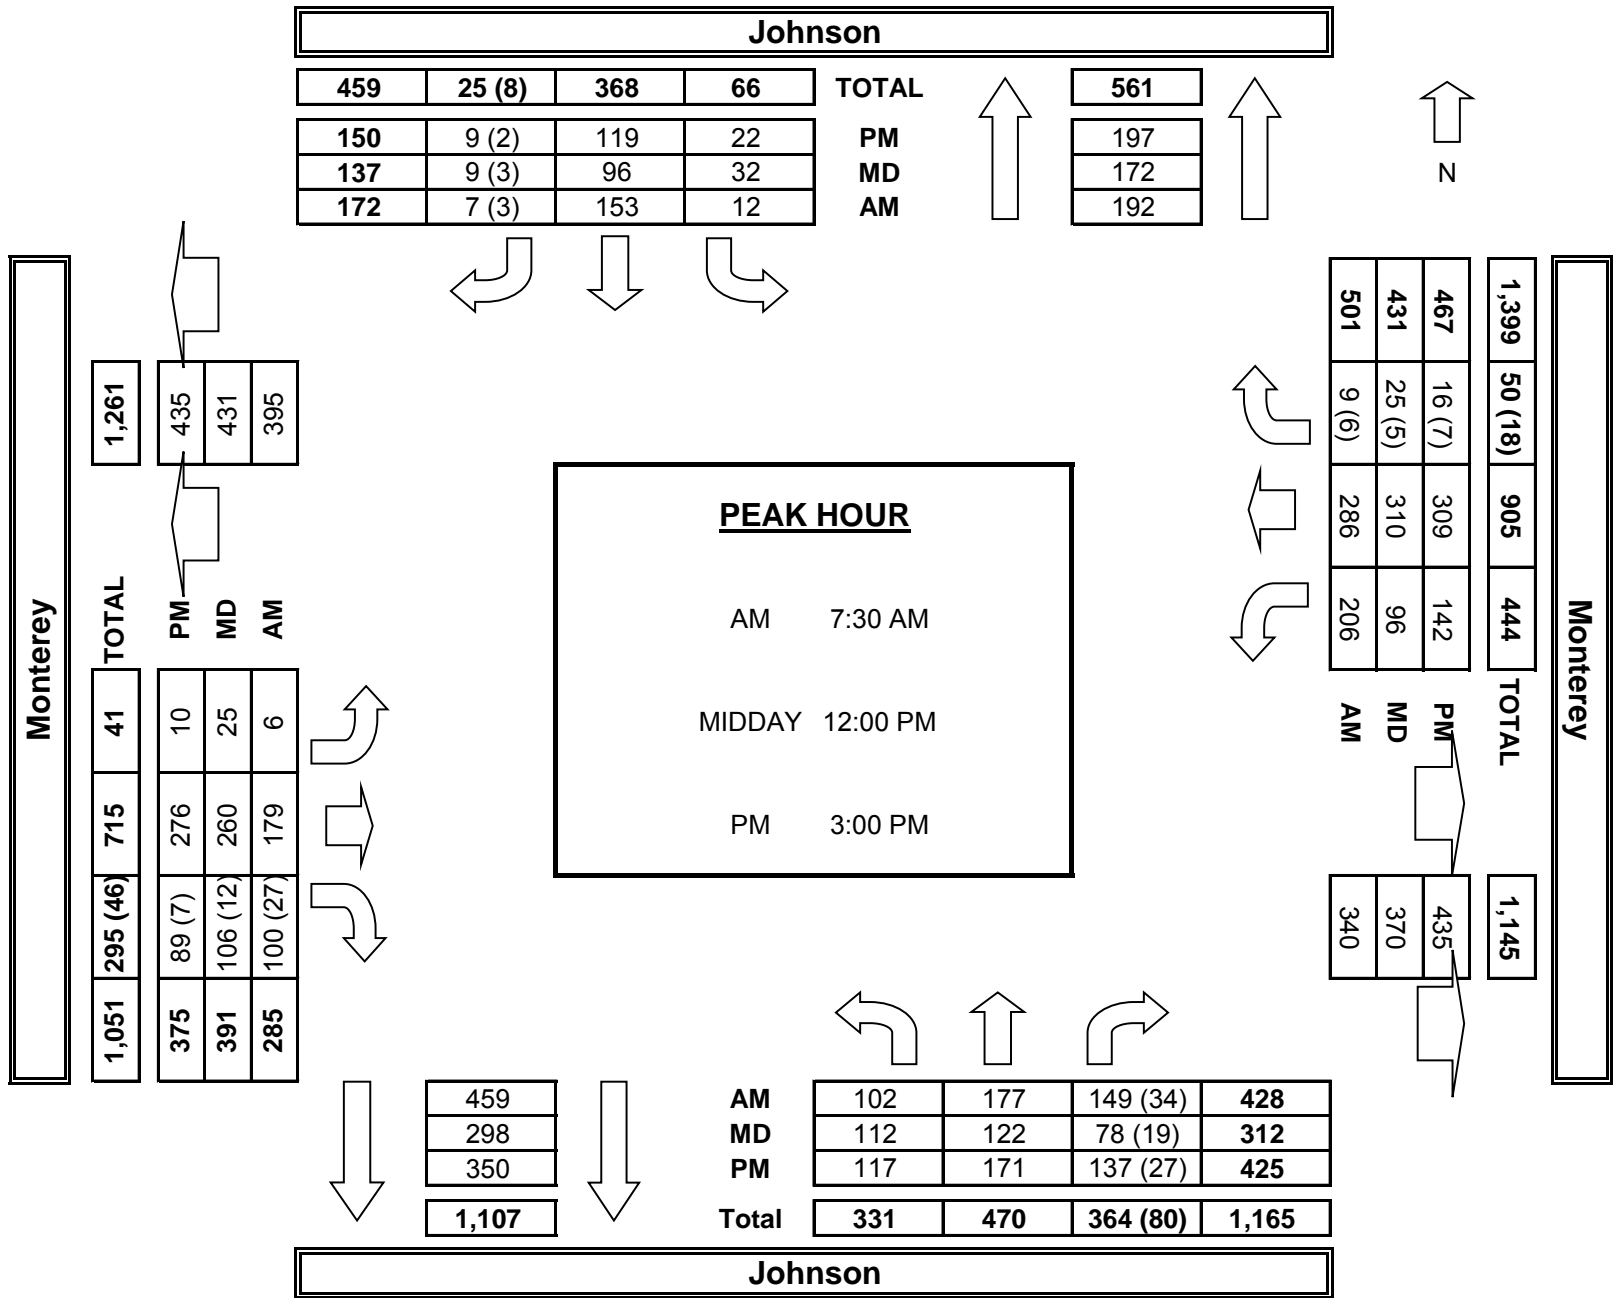 Johnson
459 25 (8) 368 66 TOTAL 561
150 9 (2) 119 22 PM 197
137 9 (3) 96 32 MD 172
172 7 (3) 153 12 AM 192
N
Monterey
1,261
435
431
395
TOTAL
PM
MD
AM
41 715 295 (46) 1,051
10 276 89 (7) 375
25 260 106 (12) 391
6 179 100 (27) 285
PEAK HOUR
AM 7:30 AM
MIDDAY 12:00 PM
PM 3:00 PM
1,399 50 (18) 905 444 TOTAL
467 16 (7) 309 142 PM
431 25 (5) 310 96 MD
501 9 (6) 286 206 AM
1,145
435
370
340
Monterey
459 AM 102 177 149 (34) 428
298 MD 112 122 78 (19) 312
350 PM 117 171 137 (27) 425
1,107 Total 331 470 364 (80) 1,165
Johnson